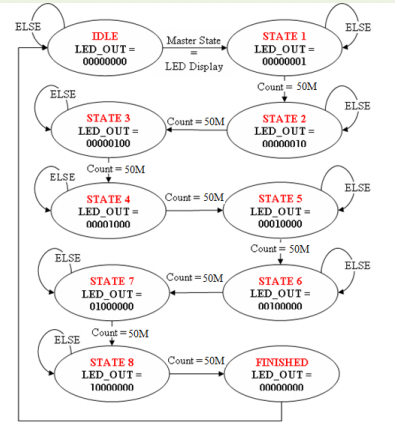 ELSE
IDLE
LED_OUT =
00000000
Master State
=
LED Display
STATE 1
LED_OUT =
00000001
ELSE
Count = 50M
ELSE
STATE 3
LED_OUT =
00000100
Count = 50M
STATE 2
LED_OUT =
00000010
ELSE
Count = 50M
ELSE
STATE 4
LED_OUT =
00001000
Count = 50M
STATE 5
LED_OUT =
00010000
ELSE
Count = 50M
ELSE
STATE 7
LED_OUT =
01000000
Count = 50M
STATE 6
LED_OUT =
00100000
ELSE
Count = 50M
ELSE
STATE 8
LED_OUT =
10000000
Count = 50M
FINISHED
LED_OUT =
00000000